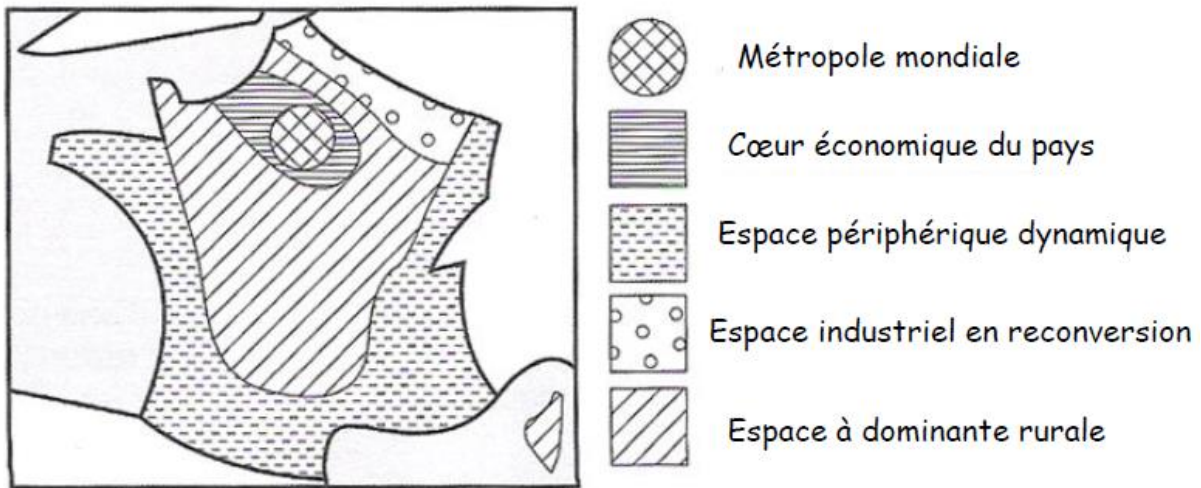 Métropole mondiale
Cœur économique du pays
Espace périphérique dynamique
Espace industriel en reconversion
Espace à dominante rurale